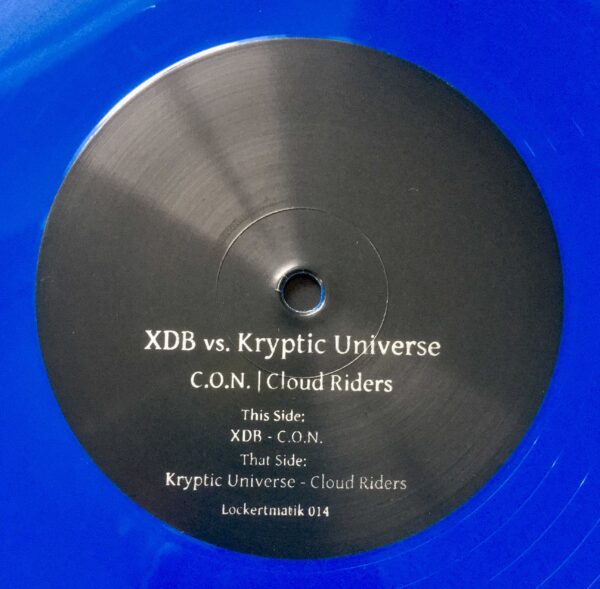 XDB vs. Kryptic Universe
C.O.N. | Cloud Riders
This Side:
XDB - C.O.N.
That Side:
Kryptic Universe - Cloud Riders
Lockertmatik 014